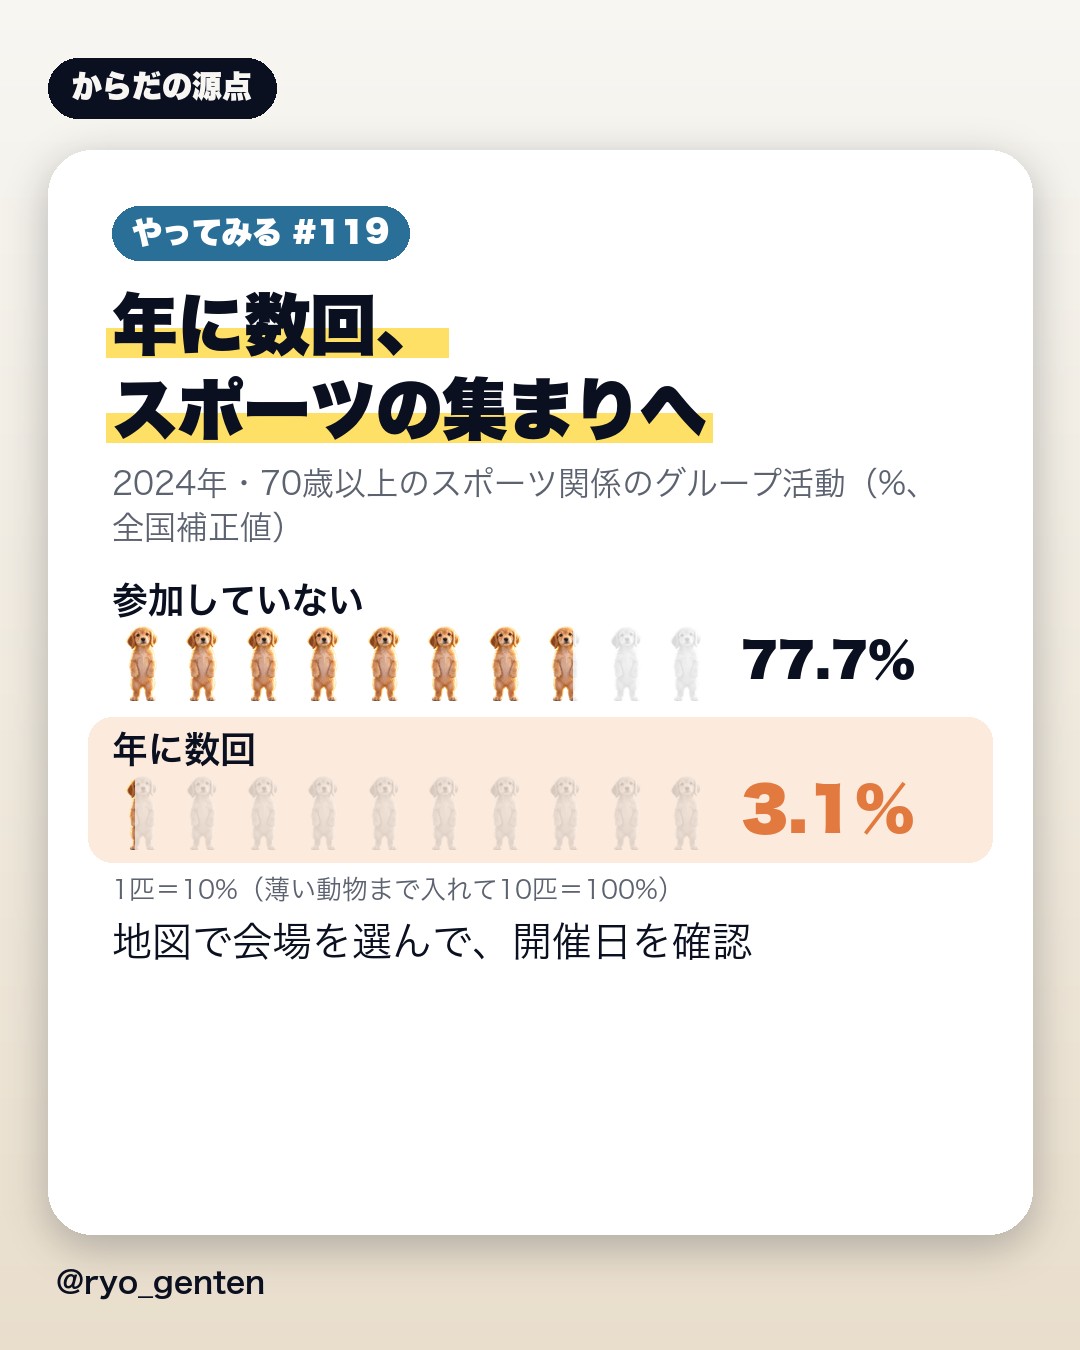 からだの源点
やってみる #119
年に数回、
スポーツの集まりへ
2024年・70歳以上のスポーツ関係のグループ活動（%、
全国補正値）
参加していない
77.7%
年に数回
3.1%
1匹＝10%（薄い動物まで入れて10匹＝100%）
地図で会場を選んで、開催日を確認
@ryo_genten